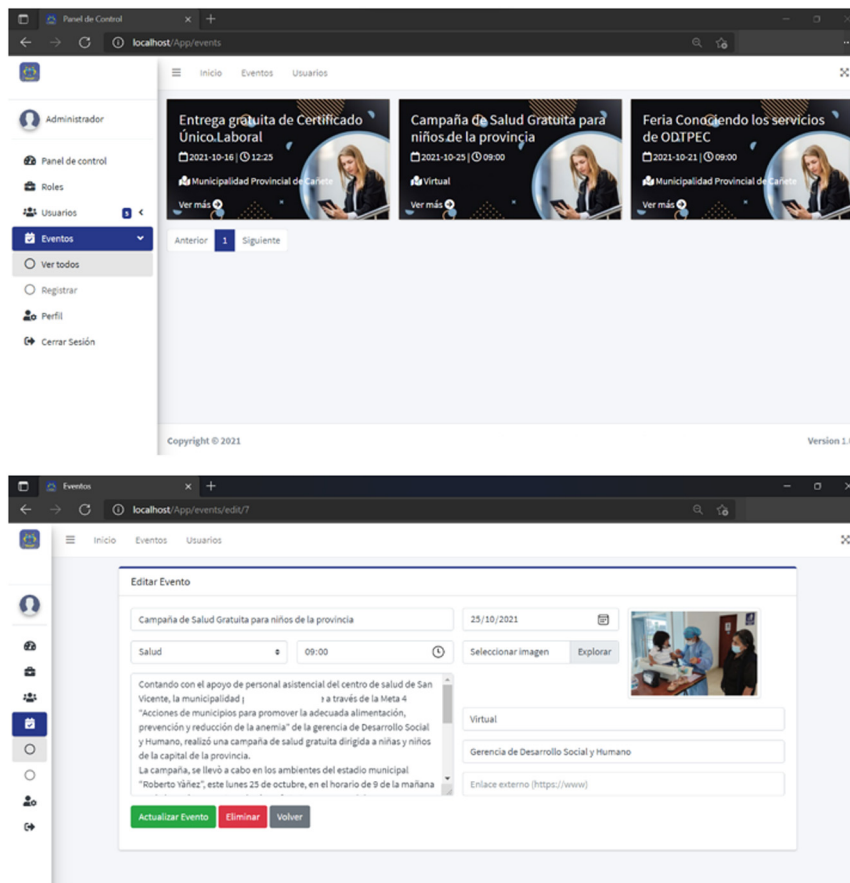 Panel de Control
localhost/App/events
Inicio Eventos Usuarios
Administrador
Panel de control
Roles
Usuarios 5
Eventos
Ver todos
Registrar
Perfil
Cerrar Sesión
Entrega gratuita de Certificado
Único Laboral
2021-10-16 | 12:25
Municipalidad Provincial de Cañete
Ver más
Campaña de Salud Gratuita para
niños de la provincia
2021-10-25 | 09:00
Virtual
Ver más
Feria Conociendo los servicios
de ODTPEC
2021-10-21 | 09:00
Municipalidad Provincial de Cañete
Ver más
Anterior 1 Siguiente
Copyright © 2021
Version 1.
Eventos
localhost/App/events/edit/7
Inicio Eventos Usuarios
Editar Evento
Campaña de Salud Gratuita para niños de la provincia
25/10/2021
Salud
09:00
Seleccionar imagen Explorar
Contando con el apoyo de personal asistencial del centro de salud de San
Vicente, la municipalidad a través de la Meta 4
"Acciones de municipios para promover la adecuada alimentación,
prevención y reducción de la anemia" de la gerencia de Desarrollo Social
y Humano, realizó una campaña de salud gratuita dirigida a niñas y niños
de la capital de la provincia.
La campaña, se llevó a cabo en los ambientes del estadio municipal
"Roberto Yáñez", este lunes 25 de octubre, en el horario de 9 de la mañana
Virtual
Gerencia de Desarrollo Social y Humano
Enlace externo (https:/www)
Actualizar Evento Eliminar Volver